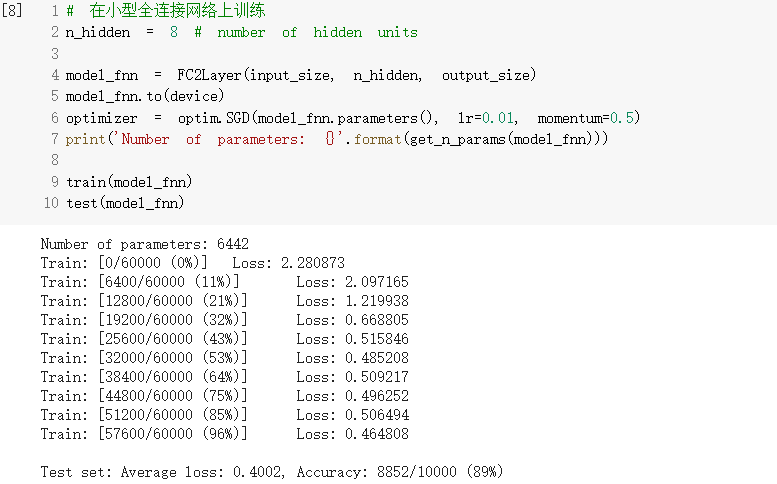 [8] 1 # 在小型全连接网络上训练
2 n_hidden = 8 # number of hidden units
3
4 model_fnn = FC2Layer(input_size, n_hidden, output_size)
5 model_fnn.to(device)
6 optimizer = optim.SGD(model_fnn.parameters(), lr=0.01, momentum=0.5)
7 print('Number of parameters: {}'.format(get_n_params(model_fnn)))
8
9 train(model_fnn)
10 test(model_fnn)
Number of parameters: 6442
Train: [0/60000 (0%)] Loss: 2.280873
Train: [6400/60000 (11%)] Loss: 2.097165
Train: [12800/60000 (21%)] Loss: 1.219938
Train: [19200/60000 (32%)] Loss: 0.668805
Train: [25600/60000 (43%)] Loss: 0.515846
Train: [32000/60000 (53%)] Loss: 0.485208
Train: [38400/60000 (64%)] Loss: 0.509217
Train: [44800/60000 (75%)] Loss: 0.496252
Train: [51200/60000 (85%)] Loss: 0.506494
Train: [57600/60000 (96%)] Loss: 0.464808
Test set: Average loss: 0.4002, Accuracy: 8852/10000 (89%)